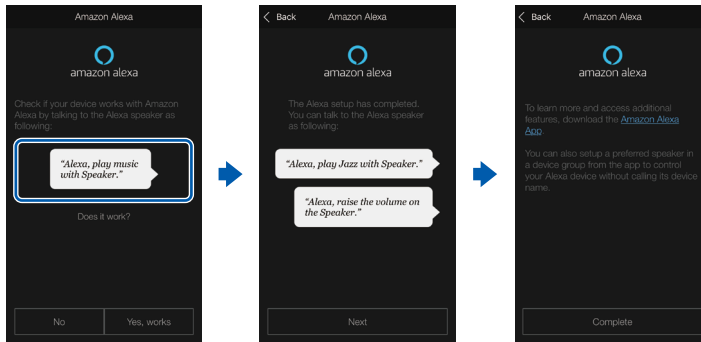 Amazon Alexa
amazon alexa
Check if your device works with Amazon
Alexa by talking to the Alexa speaker as
following:
“Alexa, play music
with Speaker.”
Does it work?
No
Yes, works
Back
Amazon Alexa
amazon alexa
The Alexa setup has completed.
You can talk to the Alexa speaker
as following:
“Alexa, play Jazz with Speaker.”
“Alexa, raise the volume on
the Speaker.”
Next
Back
Amazon Alexa
amazon alexa
To learn more and access additional
features, download the Amazon Alexa
App.
You can also setup a preferred speaker in
a device group from the app to control
your Alexa device without calling its device
name.
Complete